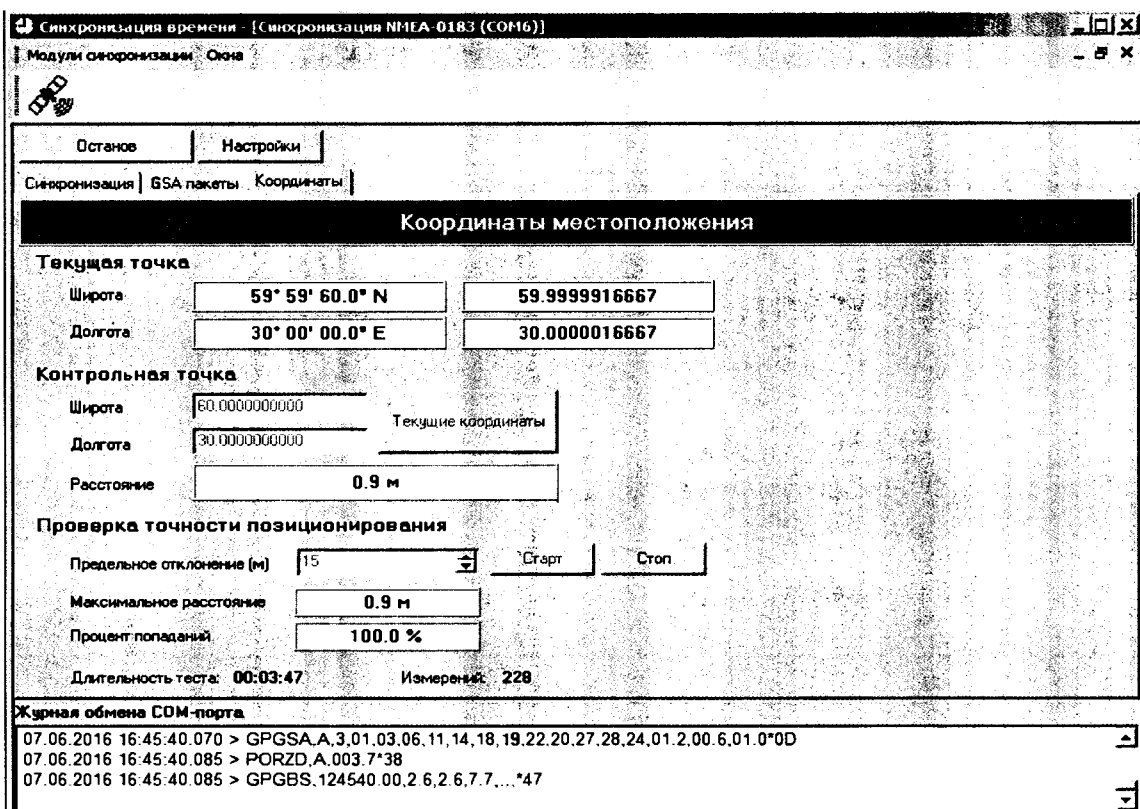 Синхронизация времени - [Синхронизация NMEA-0183 (COM6)]
Модули синхронизации Окна
Останов Настройки
Синхронизация GSA пакеты Координаты
Координаты местоположения
Текущая точка
Широта 59° 59' 60.0" N 59.9999916667
Долгота 30° 00' 00.0" E 30.0000016667
Контрольная точка
Широта 60.0000000000
Текущие координаты
Долгота 30.0000000000
Расстояние 0.9 м
Проверка точности позиционирования
Предельное отклонение (м) 15 Старт Стоп
Максимальное расстояние 0.9 м
Процент попаданий 100.0 %
Длительность теста: 00:03:47 Измерений: 228
Журнал обмена COM-порта
07.06.2016 16:45:40.070 > GPGSA,A,3,01,03,06,11,14,18,19,22,20,27,28,24,01.2,00.6,01.0*0D
07.06.2016 16:45:40.085 > PORZD,A,003.7*38
07.06.2016 16:45:40.085 > GPGBS,124540.00,2.6,2.6,7.7,,,,*47